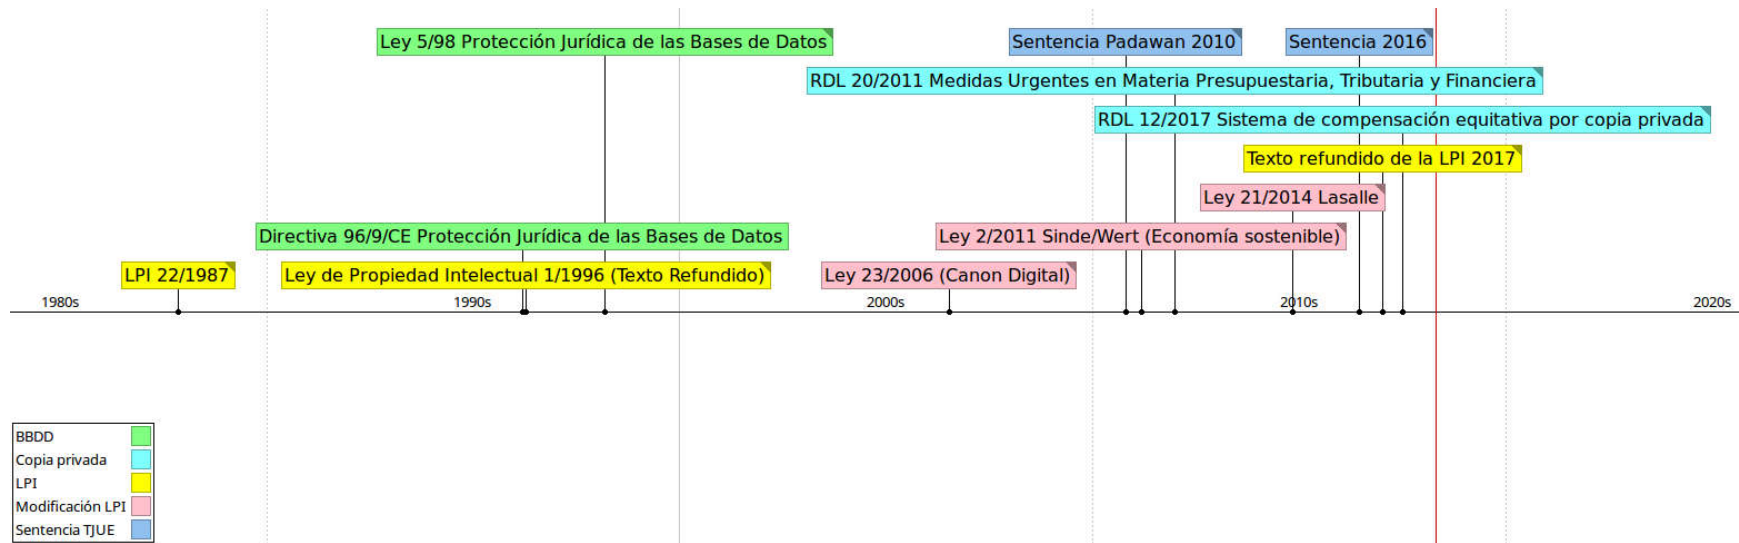 Ley 5/98 Protección Jurídica de las Bases de Datos
Sentencia Padawan 2010
Sentencia 2016
RDL 20/2011 Medidas Urgentes en Materia Presupuestaria, Tributaria y Financiera
RDL 12/2017 Sistema de compensación equitativa por copia privada
Texto refundido de la LPI 2017
Ley 21/2014 Lasalle
Directiva 96/9/CE Protección Jurídica de las Bases de Datos
Ley 2/2011 Sinde/Wert (Economía sostenible)
LPI 22/1987
Ley de Propiedad Intelectual 1/1996 (Texto Refundido)
Ley 23/2006 (Canon Digital)
1980s
1990s
2000s
2010s
2020s
BBDD
Copia privada
LPI
Modificación LPI
Sentencia TJUE